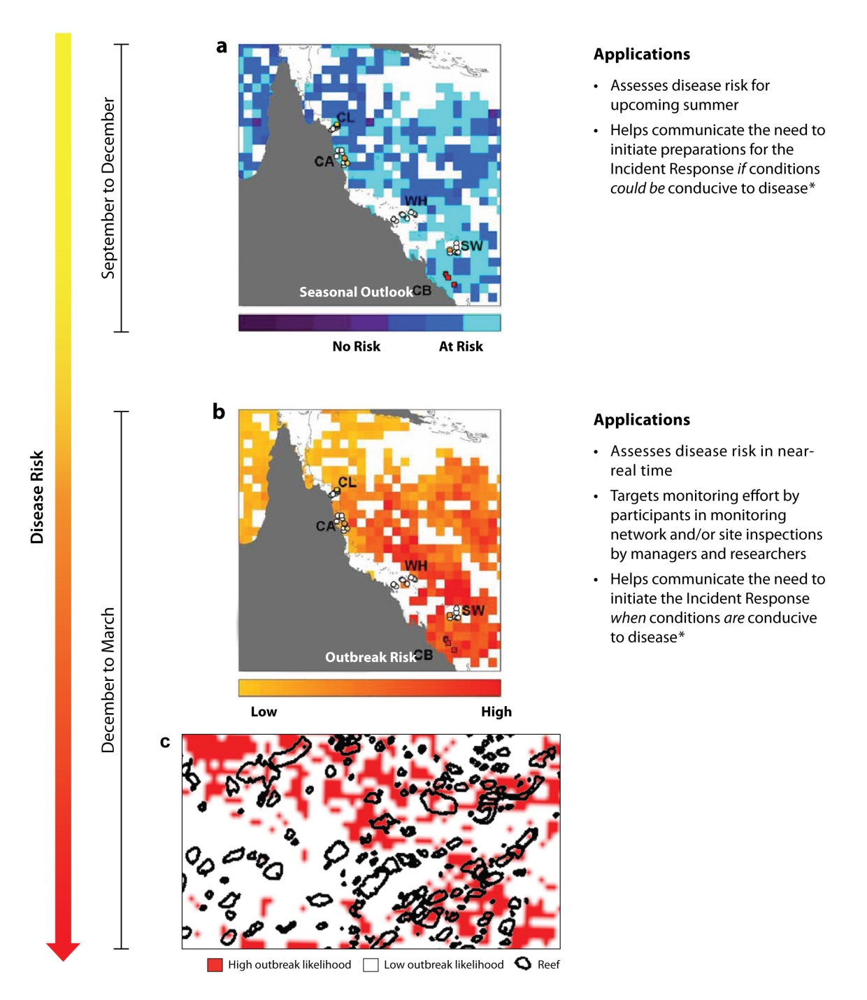 a
Applications
• Assesses disease risk for
upcoming summer
• Helps communicate the need to
initiate preparations for the
Incident Response if conditions
could be conducive to disease*
September to December
CL
CA
WH
SW
CB
Seasonal Outlook
No Risk
At Risk
Disease Risk
b
Applications
• Assesses disease risk in near-
real time
• Targets monitoring effort by
participants in monitoring
network and/or site inspections
by managers and researchers
• Helps communicate the need to
initiate the Incident Response
when conditions are conducive
to disease*
December to March
CL
CA
WH
SW
CB
Outbreak Risk
Low
High
c
High outbreak likelihood
Low outbreak likelihood
Reef